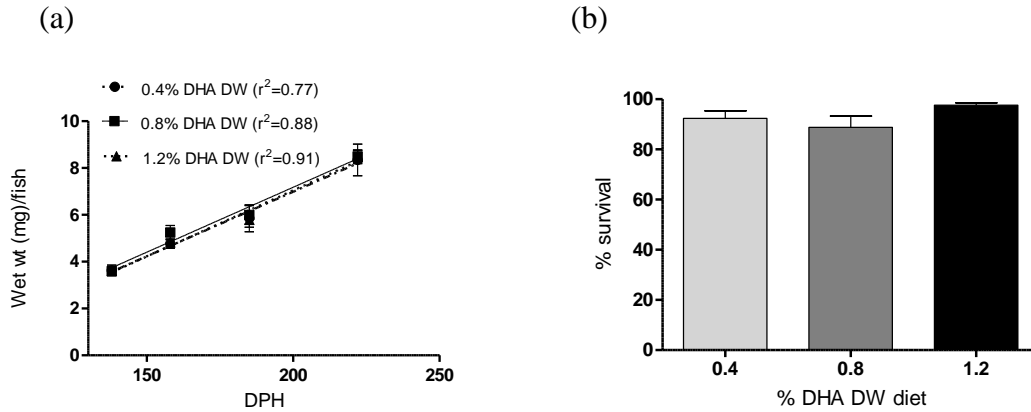 (a)
0.4% DHA DW (r²=0.77)
0.8% DHA DW (r²=0.88)
1.2% DHA DW (r²=0.91)
Wet wt (mg)/fish
10
8
6
4
2
0
150
200
250
DPH
(b)
% survival
100
80
60
40
20
0
0.4
0.8
1.2
% DHA DW diet